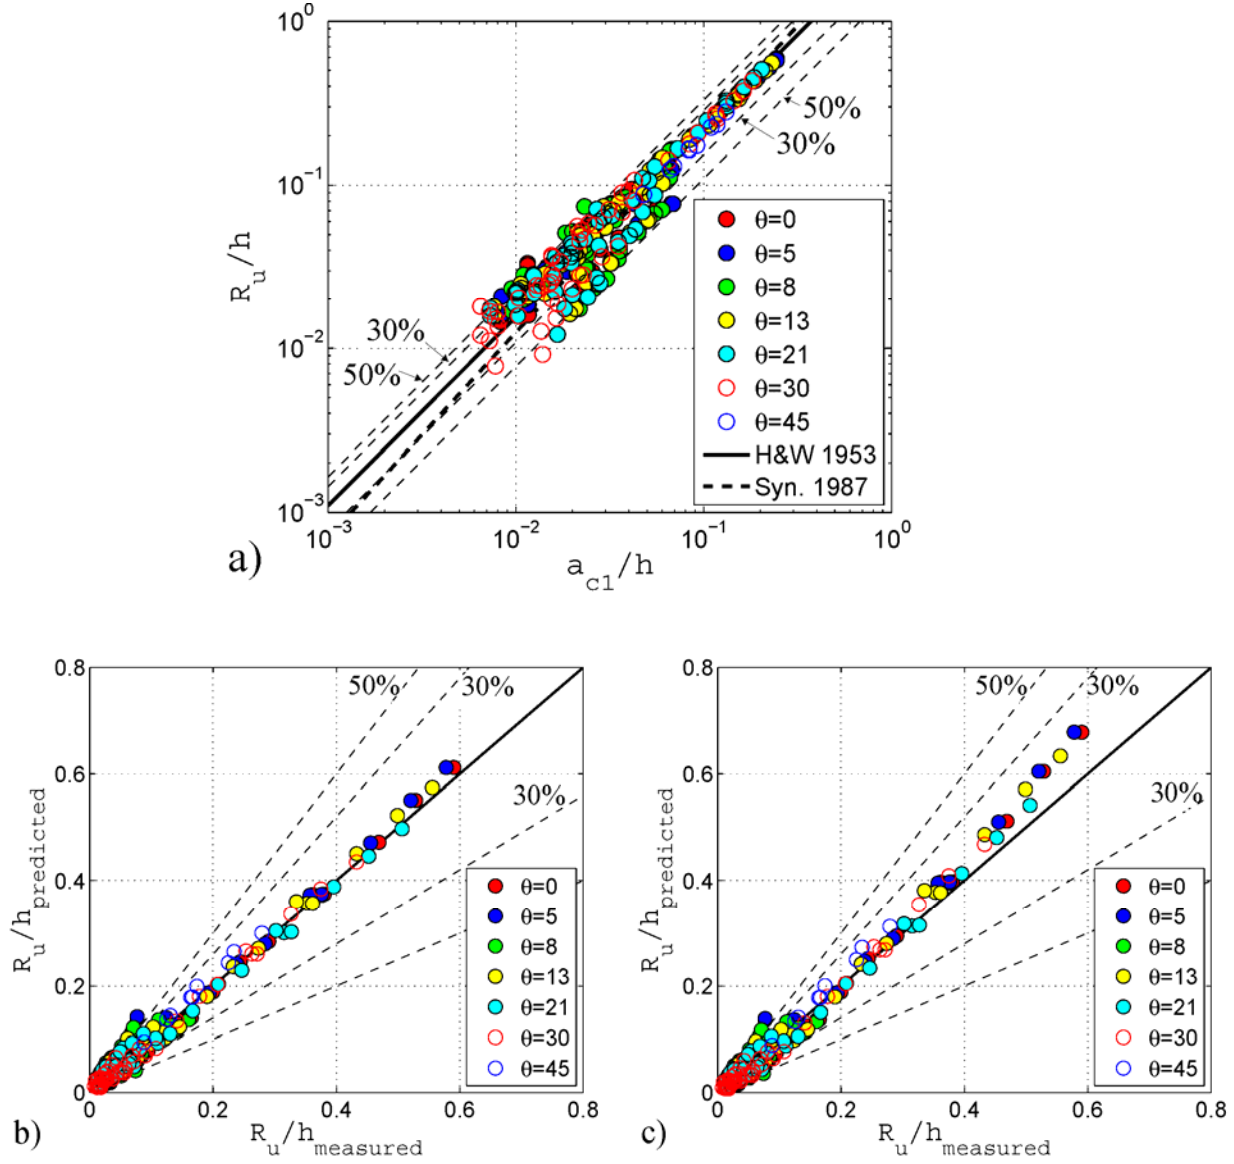 10^0
10^-1
10^-2
10^-3
R_u/h
50%
30%
30%
50%
θ=0
θ=5
θ=8
θ=13
θ=21
θ=30
θ=45
H&W 1953
Syn. 1987
10^-3
10^-2
10^-1
10^0
a_c1/h
a)
0.8
0.6
0.4
0.2
0
R_u/h_predicted
50%
30%
30%
θ=0
θ=5
θ=8
θ=13
θ=21
θ=30
θ=45
0
0.2
0.4
0.6
0.8
R_u/h_measured
b)
0.8
0.6
0.4
0.2
0
R_u/h_predicted
50%
30%
30%
θ=0
θ=5
θ=8
θ=13
θ=21
θ=30
θ=45
0
0.2
0.4
0.6
0.8
R_u/h_measured
c)